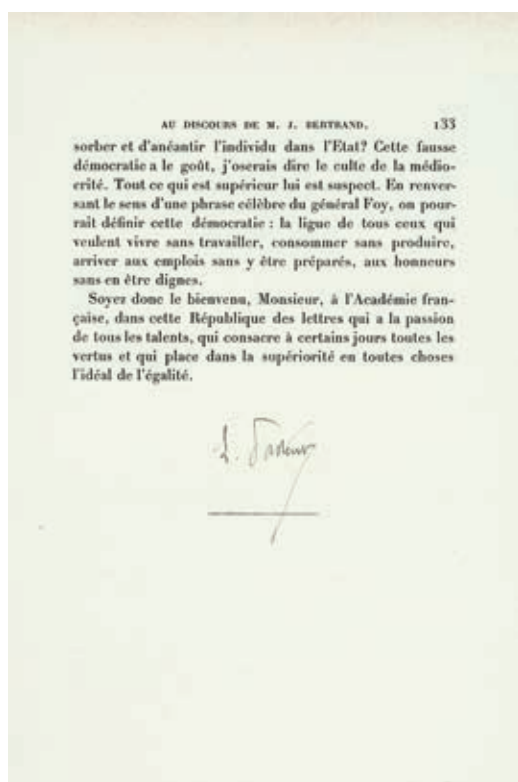 AU DISCOURS DE M. J. BERTRAND. 133
sorber et d'anéantir l'individu dans l'Etat? Cette fausse
démocratie a le goût, j'oserais dire le culte de la médio-
crité. Tout ce qui est supérieur lui est suspect. En renver-
sant le sens d'une phrase célèbre du général Foy, on pour-
rait définir cette démocratie : la ligue de tous ceux qui
veulent vivre sans travailler, consommer sans produire,
arriver aux emplois sans y être préparés, aux honneurs
sans en être dignes.
Soyez donc le bienvenu, Monsieur, à l'Académie fran-
çaise, dans cette République des lettres qui a la passion
de tous les talents, qui consacre à certains jours toutes les
vertus et qui place dans la supériorité en toutes choses
l'idéal de l'égalité.
L. Pasteur